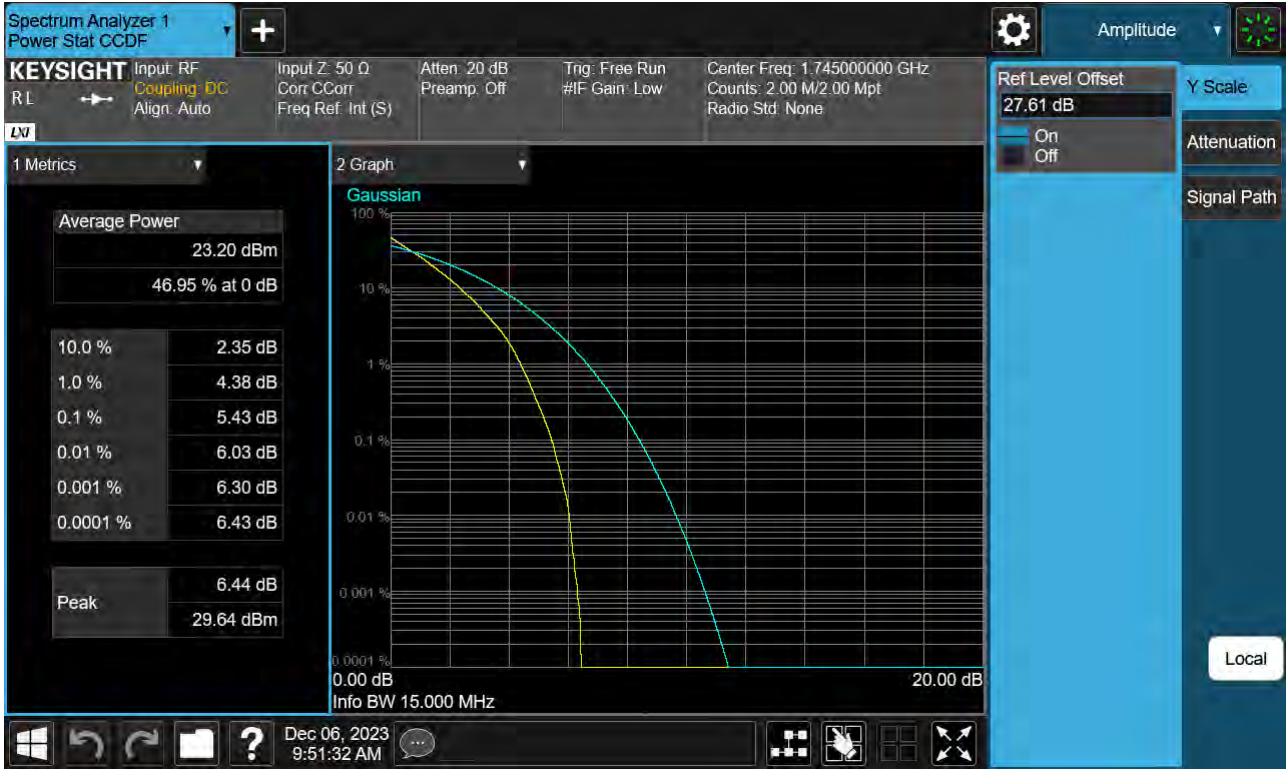 Spectrum Analyzer 1
Power Stat CCDF
Amplitude
KEYSIGHT
R L
LXI
Input: RF
Coupling: DC
Align: Auto
Input Z: 50 Ω
Corr CCorr
Freq Ref: Int (S)
Atten: 20 dB
Preamp: Off
Trig: Free Run
#IF Gain: Low
Center Freq: 1.745000000 GHz
Counts: 2.00 M/2.00 Mpt
Radio Std: None
Ref Level Offset
27.61 dB
On
Off
Y Scale
Attenuation
Signal Path
1 Metrics
Average Power
23.20 dBm
46.95 % at 0 dB
10.0 % 2.35 dB
1.0 % 4.38 dB
0.1 % 5.43 dB
0.01 % 6.03 dB
0.001 % 6.30 dB
0.0001 % 6.43 dB
Peak
6.44 dB
29.64 dBm
2 Graph
Gaussian
100 %
10 %
1 %
0.1 %
0.01 %
0.001 %
0.0001 %
0.00 dB 20.00 dB
Info BW 15.000 MHz
Local
?
Dec 06, 2023
9:51:32 AM